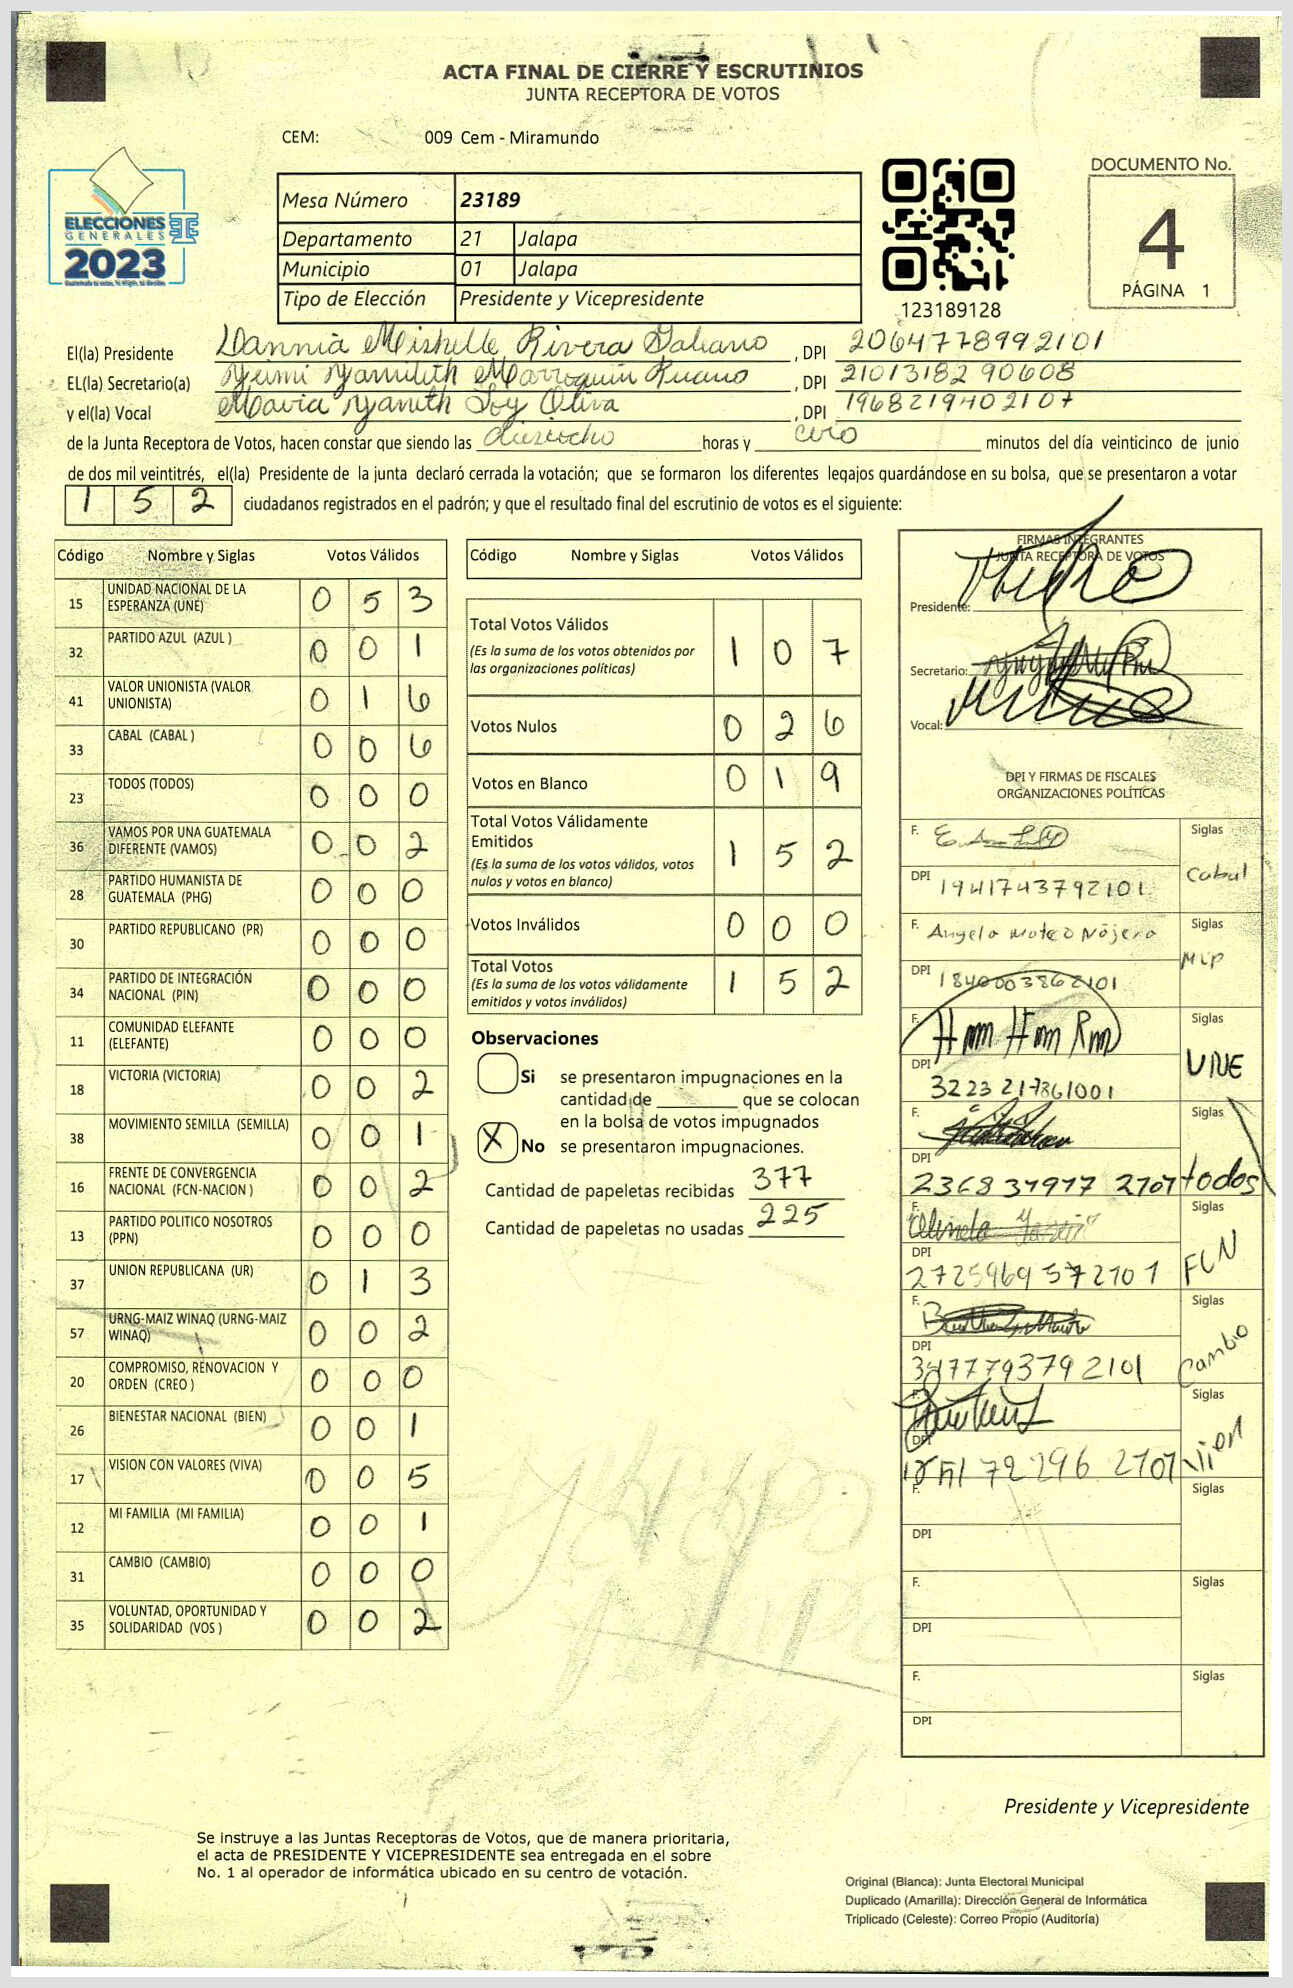 ACTA FINAL DE CIERRE Y ESCRUTINIOS
JUNTA RECEPTORA DE VOTOS
CEM: 009 Cem - Miramundo
DOCUMENTO No.
4
PÁGINA 1
ELECCIONES
GENERALES
2023
Mesa Número 23189
Departamento 21 Jalapa
Municipio 01 Jalapa
Tipo de Elección Presidente y Vicepresidente
123189128
El(la) Presidente Dannia Mishelle Rivera Galeano , DPI 2064778992101
EL(la) Secretario(a) Yeimi Yamilith Marroquin Ruano , DPI 2101318290608
y el(la) Vocal Maria Yaneth Loy Oliva , DPI 1968219402107
de la Junta Receptora de Votos, hacen constar que siendo las dieciocho horas y cero minutos del día veinticinco de junio
de dos mil veintitrés, el(la) Presidente de la junta declaró cerrada la votación; que se formaron los diferentes legajos quardándose en su bolsa, que se presentaron a votar
1 5 2 ciudadanos registrados en el padrón; y que el resultado final del escrutinio de votos es el siguiente:
Código Nombre y Siglas Votos Válidos
15 UNIDAD NACIONAL DE LA ESPERANZA (UNE) 0 5 3
32 PARTIDO AZUL (AZUL ) 0 0 1
41 VALOR UNIONISTA (VALOR UNIONISTA) 0 1 6
33 CABAL (CABAL ) 0 0 6
23 TODOS (TODOS) 0 0 0
36 VAMOS POR UNA GUATEMALA DIFERENTE (VAMOS) 0 0 2
28 PARTIDO HUMANISTA DE GUATEMALA (PHG) 0 0 0
30 PARTIDO REPUBLICANO (PR) 0 0 0
34 PARTIDO DE INTEGRACIÓN NACIONAL (PIN) 0 0 0
11 COMUNIDAD ELEFANTE (ELEFANTE) 0 0 0
18 VICTORIA (VICTORIA) 0 0 2
38 MOVIMIENTO SEMILLA (SEMILLA) 0 0 1
16 FRENTE DE CONVERGENCIA NACIONAL (FCN-NACION ) 0 0 2
13 PARTIDO POLITICO NOSOTROS (PPN) 0 0 0
37 UNION REPUBLICANA (UR) 0 1 3
57 URNG-MAIZ WINAQ (URNG-MAIZ WINAQ) 0 0 2
20 COMPROMISO, RENOVACION Y ORDEN (CREO ) 0 0 0
26 BIENESTAR NACIONAL (BIEN) 0 0 1
17 VISION CON VALORES (VIVA) 0 0 5
12 MI FAMILIA (MI FAMILIA) 0 0 1
31 CAMBIO (CAMBIO) 0 0 0
35 VOLUNTAD, OPORTUNIDAD Y SOLIDARIDAD (VOS ) 0 0 2
Código Nombre y Siglas Votos Válidos
Total Votos Válidos 1 0 7
(Es la suma de los votos obtenidos por
las organizaciones políticas)
Votos Nulos 0 2 6
Votos en Blanco 0 1 9
Total Votos Válidamente
Emitidos 1 5 2
(Es la suma de los votos válidos, votos
nulos y votos en blanco)
Votos Inválidos 0 0 0
Total Votos 1 5 2
(Es la suma de los votos válidamente
emitidos y votos inválidos)
Observaciones
Si se presentaron impugnaciones en la
cantidad de ________ que se colocan
en la bolsa de votos impugnados
X No se presentaron impugnaciones.
Cantidad de papeletas recibidas 377
Cantidad de papeletas no usadas 225
FIRMAS INTEGRANTES
JUNTA RECEPTORA DE VOTOS
Presidente:
Secretario:
Vocal:
DPI Y FIRMAS DE FISCALES
ORGANIZACIONES POLÍTICAS
F. Siglas
DPI 1941743792101 Cabal
F. Angela Mateo Nájera Siglas
DPI 1840003862101 MLP
F. Hm Hm Rm Siglas
DPI 3223217861001 UNE
F. Siglas
DPI 2368 37977 2101 todos
F. Siglas
DPI 2725969572101 FCN
F. Siglas
DPI 3477793792101 Cambio
F. Siglas
DPI
F. Siglas
DPI
F. Siglas
DPI
F. Siglas
DPI
Presidente y Vicepresidente
Se instruye a las Juntas Receptoras de Votos, que de manera prioritaria,
el acta de PRESIDENTE Y VICEPRESIDENTE sea entregada en el sobre
No. 1 al operador de informática ubicado en su centro de votación.
Original (Blanca): Junta Electoral Municipal
Duplicado (Amarilla): Dirección General de Informática
Triplicado (Celeste): Correo Propio (Auditoría)